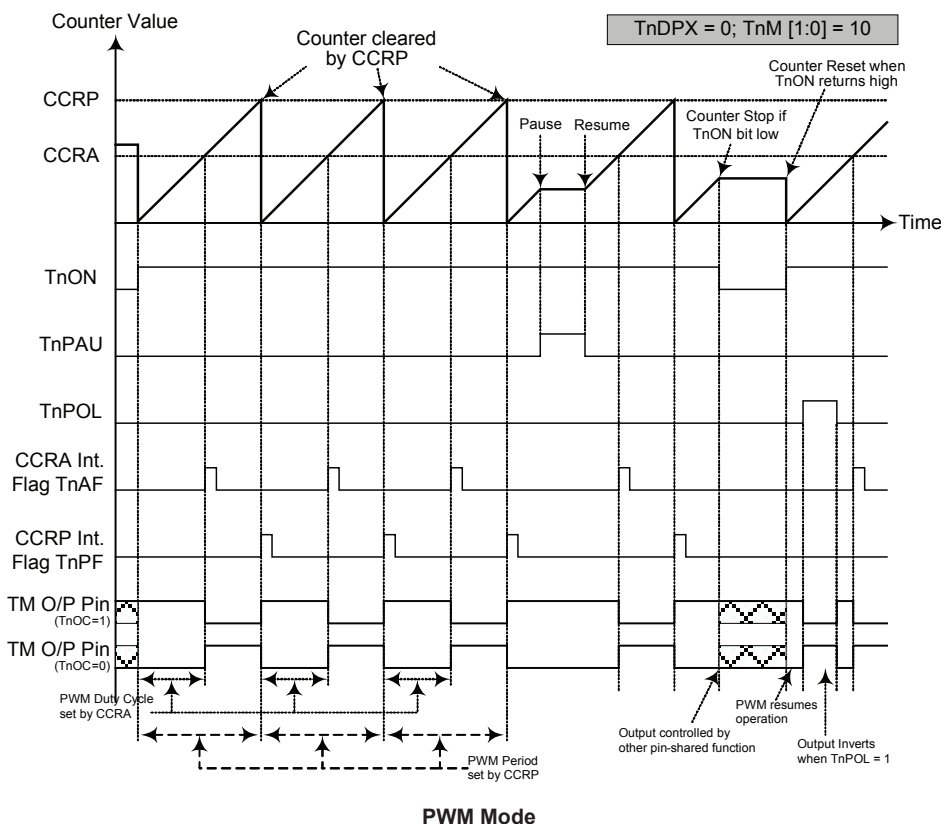 Counter Value
TnDPX = 0; TnM [1:0] = 10
Counter cleared
by CCRP
Counter Reset when
TnON returns high
CCRP
Pause Resume
Counter Stop if
TnON bit low
CCRA
Time
TnON
TnPAU
TnPOL
CCRA Int.
Flag TnAF
CCRP Int.
Flag TnPF
TM O/P Pin
(TnOC=1)
TM O/P Pin
(TnOC=0)
PWM Duty Cycle
set by CCRA
PWM resumes
operation
Output controlled by
other pin-shared function
Output Inverts
when TnPOL = 1
PWM Period
set by CCRP
PWM Mode